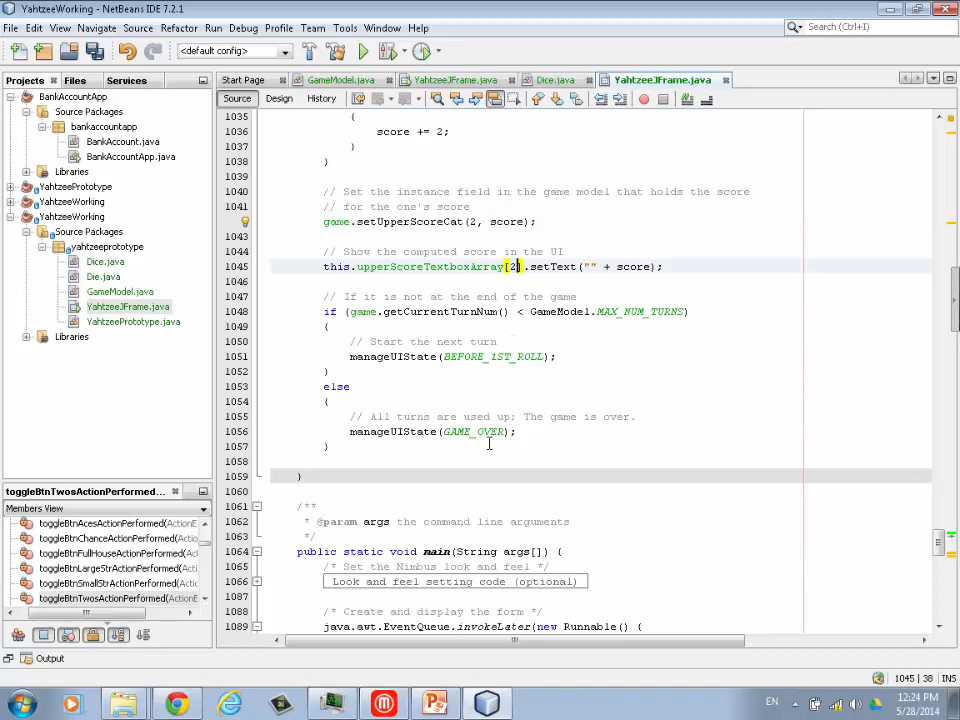 YahtzeeWorking - NetBeans IDE 7.2.1
File Edit View Navigate Source Refactor Run Debug Profile Team Tools Window Help
Search (Ctrl+I)
<default config>
Projects Files Services
Start Page GameModel.java YahtzeeJFrame.java Dice.java YahtzeeJFrame.java
Source Design History
BankAccountApp
Source Packages
bankaccountapp
BankAccount.java
BankAccountApp.java
Libraries
YahtzeePrototype
YahtzeeWorking
YahtzeeWorking
Source Packages
yahtzeeprototype
Dice.java
Die.java
GameModel.java
YahtzeeJFrame.java
YahtzeePrototype.java
Libraries
toggleBtnTwosActionPerformed...
Members View
toggleBtnAcesActionPerformed(ActionE
toggleBtnChanceActionPerformed(Actio
toggleBtnFullHouseActionPerformed(Ac
toggleBtnLargeStrActionPerformed(Acti
toggleBtnSmallStrActionPerformed(Acti
toggleBtnTwosActionPerformed(ActionE
Output
1035 {
1036 score += 2;
1037 }
1038 }
1039
1040 // Set the instance field in the game model that holds the score
1041 // for the one's score
game.setUpperScoreCat(2, score);
1043
1044 // Show the computed score in the UI
1045 this.upperScoreTextboxArray[2].setText("" + score);
1046
1047 // If it is not at the end of the game
1048 if (game.getCurrentTurnNum() < GameModel.MAX_NUM_TURNS)
1049 {
1050 // Start the next turn
1051 manageUIState(BEFORE_1ST_ROLL);
1052 }
1053 else
1054 {
1055 // All turns are used up; The game is over.
1056 manageUIState(GAME_OVER);
1057 }
1058
1059 }
1060
1061 /**
1062 * @param args the command line arguments
1063 */
1064 public static void main(String args[]) {
1065 /* Set the Nimbus look and feel */
1066 Look and feel setting code (optional)
1087
1088 /* Create and display the form */
1089 java.awt.EventQueue.invokeLater(new Runnable() {
1045 | 38 INS
EN
12:24 PM
5/28/2014